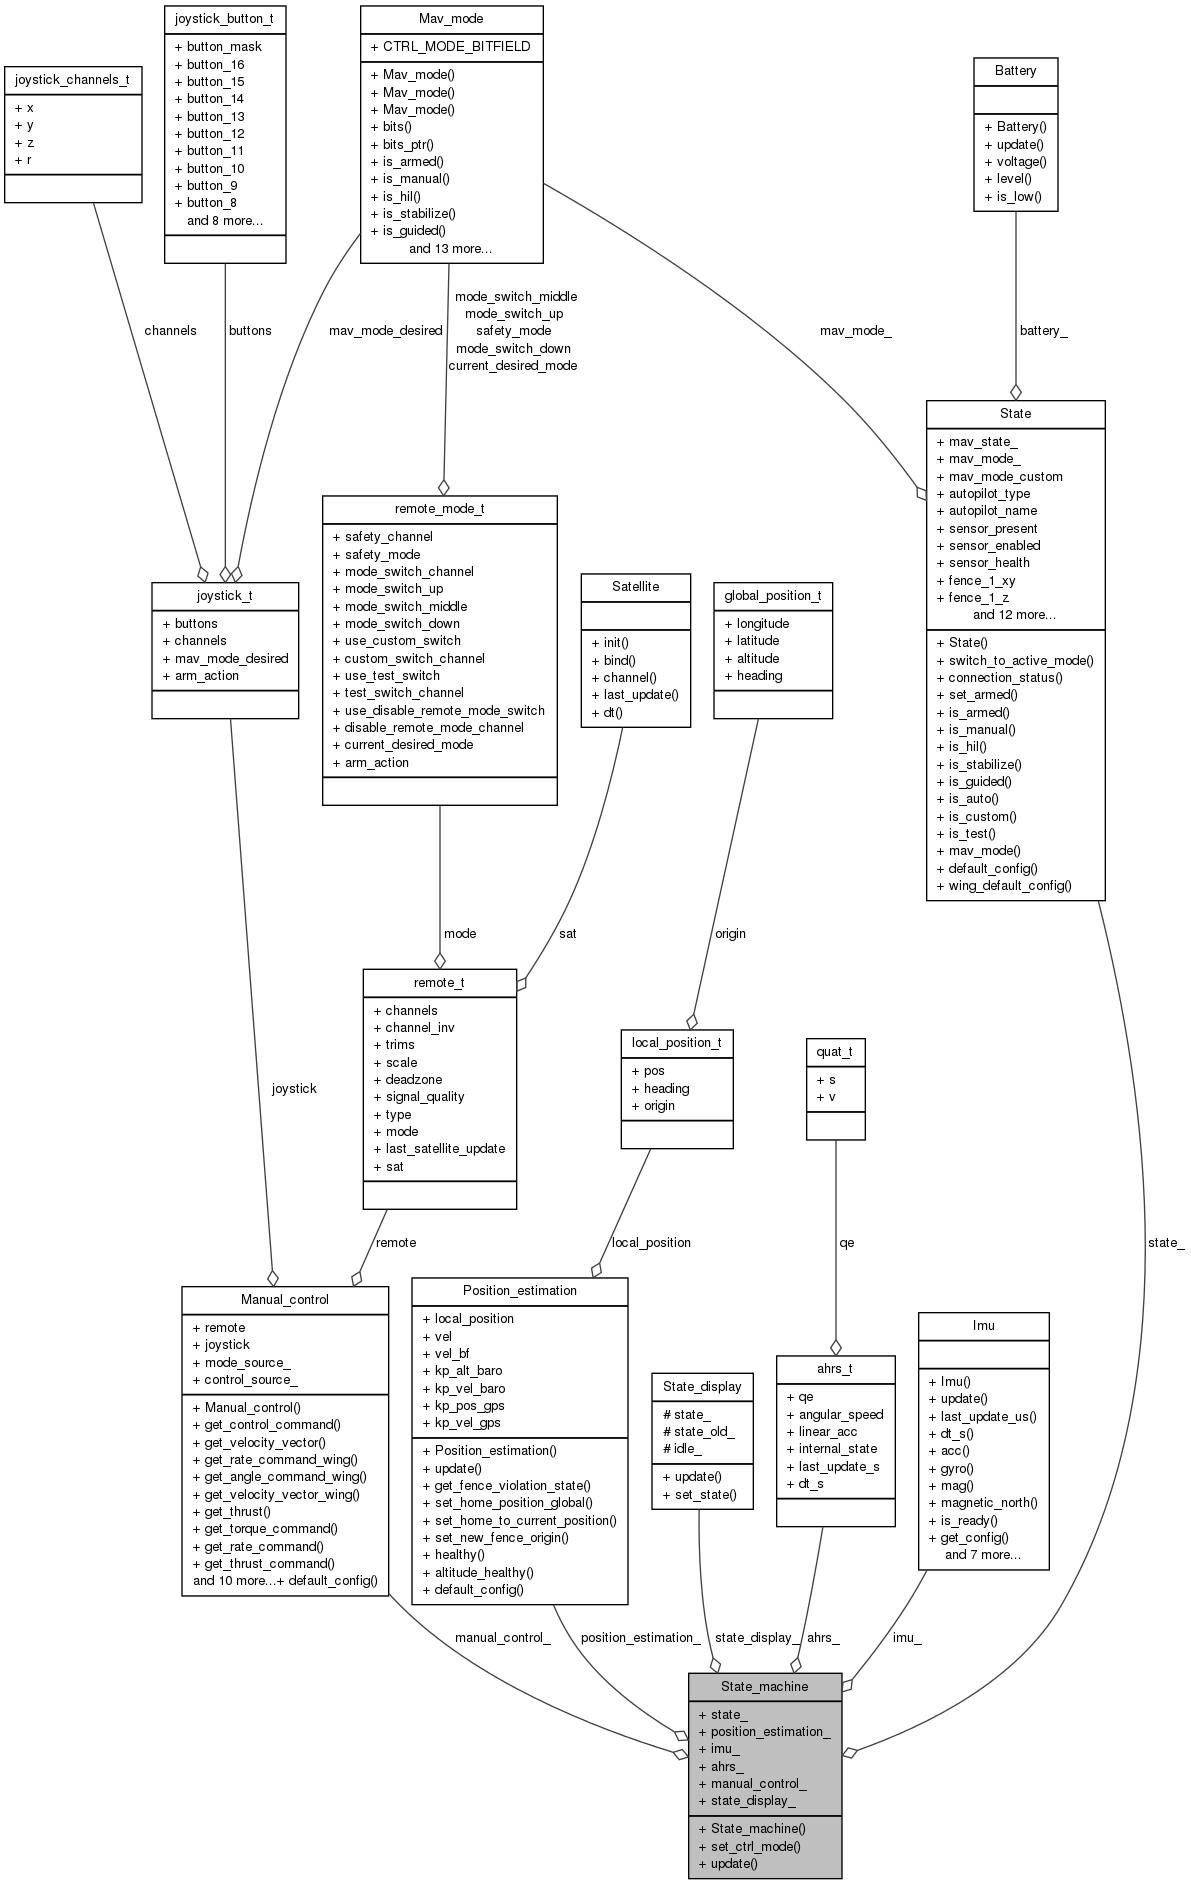 joystick_button_t
+ button_mask
+ button_16
+ button_15
+ button_14
+ button_13
+ button_12
+ button_11
+ button_10
+ button_9
+ button_8
and 8 more...
Mav_mode
+ CTRL_MODE_BITFIELD
+ Mav_mode()
+ Mav_mode()
+ Mav_mode()
+ bits()
+ bits_ptr()
+ is_armed()
+ is_manual()
+ is_hil()
+ is_stabilize()
+ is_guided()
and 13 more...
joystick_channels_t
+ x
+ y
+ z
+ r
Battery
+ Battery()
+ update()
+ voltage()
+ level()
+ is_low()
channels
buttons
mav_mode_desired
mode_switch_middle
mode_switch_up
safety_mode
mode_switch_down
current_desired_mode
mav_mode_
battery_
State
+ mav_state_
+ mav_mode_
+ mav_mode_custom
+ autopilot_type
+ autopilot_name
+ sensor_present
+ sensor_enabled
+ sensor_health
+ fence_1_xy
+ fence_1_z
and 12 more...
+ State()
+ switch_to_active_mode()
+ connection_status()
+ set_armed()
+ is_armed()
+ is_manual()
+ is_hil()
+ is_stabilize()
+ is_guided()
+ is_auto()
+ is_custom()
+ is_test()
+ mav_mode()
+ default_config()
+ wing_default_config()
remote_mode_t
+ safety_channel
+ safety_mode
+ mode_switch_channel
+ mode_switch_up
+ mode_switch_middle
+ mode_switch_down
+ use_custom_switch
+ custom_switch_channel
+ use_test_switch
+ test_switch_channel
+ use_disable_remote_mode_switch
+ disable_remote_mode_channel
+ current_desired_mode
+ arm_action
joystick_t
+ buttons
+ channels
+ mav_mode_desired
+ arm_action
Satellite
+ init()
+ bind()
+ channel()
+ last_update()
+ dt()
global_position_t
+ longitude
+ latitude
+ altitude
+ heading
mode
sat
origin
remote_t
+ channels
+ channel_inv
+ trims
+ scale
+ deadzone
+ signal_quality
+ type
+ mode
+ last_satellite_update
+ sat
local_position_t
+ pos
+ heading
+ origin
quat_t
+ s
+ v
joystick
remote
local_position
qe
state_
Manual_control
+ remote
+ joystick
+ mode_source_
+ control_source_
+ Manual_control()
+ get_control_command()
+ get_velocity_vector()
+ get_rate_command_wing()
+ get_angle_command_wing()
+ get_velocity_vector_wing()
+ get_thrust()
+ get_torque_command()
+ get_rate_command()
+ get_thrust_command()
and 10 more...+ default_config()
Position_estimation
+ local_position
+ vel
+ vel_bf
+ kp_alt_baro
+ kp_vel_baro
+ kp_pos_gps
+ kp_vel_gps
+ Position_estimation()
+ update()
+ get_fence_violation_state()
+ set_home_position_global()
+ set_home_to_current_position()
+ set_new_fence_origin()
+ healthy()
+ altitude_healthy()
+ default_config()
State_display
# state_
# state_old_
# idle_
+ update()
+ set_state()
ahrs_t
+ qe
+ angular_speed
+ linear_acc
+ internal_state
+ last_update_s
+ dt_s
Imu
+ Imu()
+ update()
+ last_update_us()
+ dt_s()
+ acc()
+ gyro()
+ mag()
+ magnetic_north()
+ is_ready()
+ get_config()
and 7 more...
manual_control_
position_estimation_
state_display_
ahrs_
imu_
State_machine
+ state_
+ position_estimation_
+ imu_
+ ahrs_
+ manual_control_
+ state_display_
+ State_machine()
+ set_ctrl_mode()
+ update()